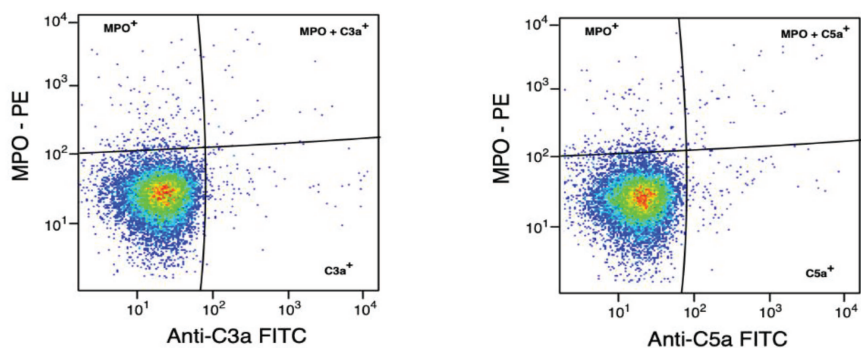 MPO⁺
MPO + C3a⁺
10⁴
10³
10²
10¹
MPO - PE
C3a⁺
10¹ 10² 10³ 10⁴
Anti-C3a FITC
MPO⁺
MPO + C5a⁺
10⁴
10³
10²
10¹
MPO - PE
C5a⁺
10¹ 10² 10³ 10⁴
Anti-C5a FITC